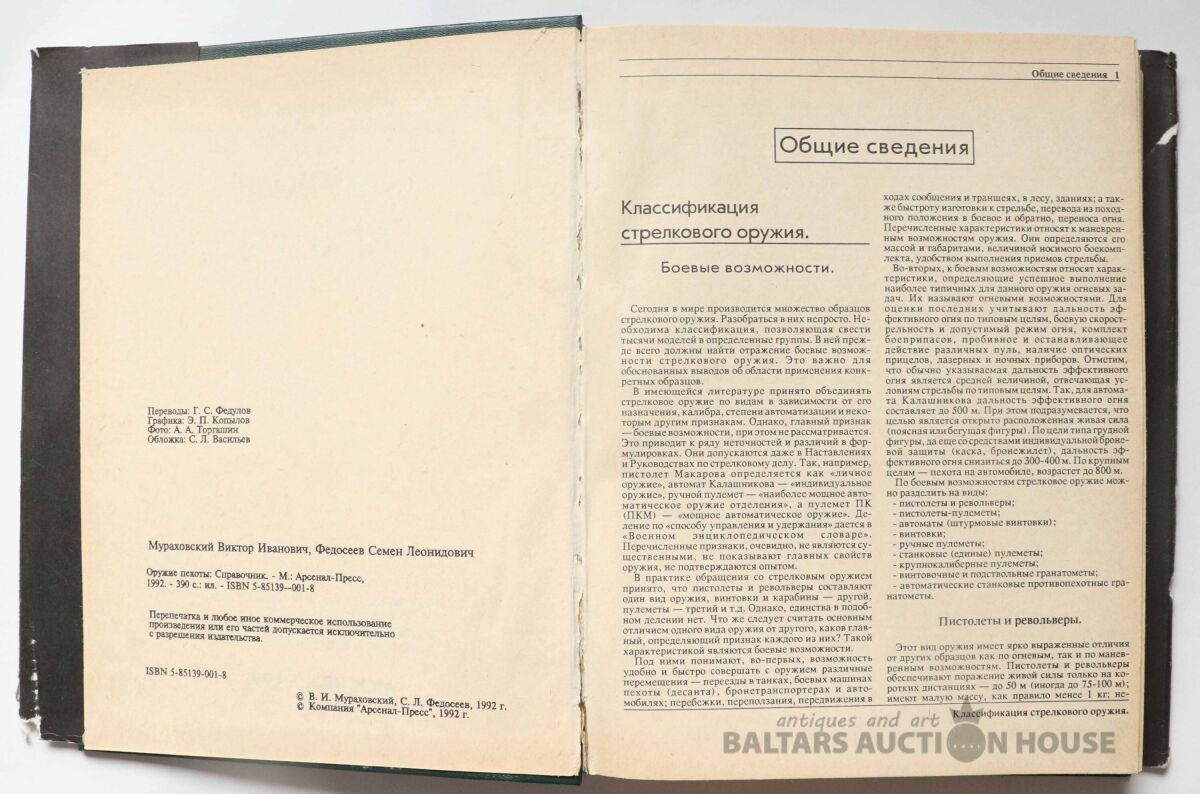 Переводы: Г. С. Федулов
Графика: Э. П. Копылов
Фото: А. А. Торгашин
Обложка: С. Л. Васильев
Мураховский Виктор Иванович, Федосеев Семен Леонидович
Оружие пехоты: Справочник. - М.: Арсенал-Пресс,
1992. - 390 с.: ил. - ISBN 5-85139--001-8
Перепечатка и любое иное коммерческое использование
произведения или его частей допускается исключительно
с разрешения издательства.
ISBN 5-85139-001-8
© В. И. Мураховский, С. Л. Федосеев, 1992 г.
© Компания "Арсенал-Пресс", 1992 г.
Общие сведения 1
Общие сведения
Классификация
стрелкового оружия.
Боевые возможности.
Сегодня в мире производится множество образцов
стрелкового оружия. Разобраться в них непросто. Не-
обходима классификация, позволяющая свести
тысячи моделей в определенные группы. В ней преж-
де всего должны найти отражение боевые возмож-
ности стрелкового оружия. Это важно для
обоснованных выводов об области применения конк-
ретных образцов.
В имеющейся литературе принято объединять
стрелковое оружие по видам в зависимости от его
назначения, калибра, степени автоматизации и неко-
торым другим признакам. Однако, главный признак
— боевые возможности, при этом не рассматривается.
Это приводит к ряду неточностей и различий в фор-
мулировках. Они допускаются даже в Наставлениях
и Руководствах по стрелковому делу. Так, например,
пистолет Макарова определяется как «личное
оружие», автомат Калашникова — «индивидуальное
оружие», ручной пулемет — «наиболее мощное авто-
матическое оружие отделения», а пулемет ПК
(ПКМ) — «мощное автоматическое оружие». Де-
ление по «способу управления и удержания» дается в
«Военном энциклопедическом словаре».
Перечисленные признаки, очевидно, не являются су-
щественными, не показывают главных свойств
оружия, не подтверждаются опытом.
В практике обращения со стрелковым оружием
принято, что пистолеты и револьверы составляют
один вид оружия, винтовки и карабины — другой,
пулеметы — третий и т.д. Однако, единства в подоб-
ном делении нет. Что же следует считать основным
отличием одного вида оружия от другого, каков глав-
ный, определяющий признак каждого из них? Такой
характеристикой являются боевые возможности.
Под ними понимают, во-первых, возможность
удобно и быстро совершать с оружием различные
перемещения — переезды в танках, боевых машинах
пехоты (десанта), бронетранспортерах и авто-
мобилях; перебежки, переползания, передвижения в
ходах сообщения и траншеях, в лесу, зданиях; а так-
же быстроту изготовки к стрельбе, перевода из поход-
ного положения в боевое и обратно, переноса огня.
Перечисленные характеристики относят к маневрен-
ным возможностям оружия. Они определяются его
массой и габаритами, величиной носимого боекомп-
лекта, удобством выполнения приемов стрельбы.
Во-вторых, к боевым возможностям относят харак-
теристики, определяющие успешное выполнение
наиболее типичных для данного оружия огневых за-
дач. Их называют огневыми возможностями. Для
оценки последних учитывают дальность эф-
фективного огня по типовым целям, боевую скорост-
рельность и допустимый режим огня, комплект
боеприпасов, пробивное и останавливающее
действие различных пуль, наличие оптических
прицелов, лазерных и ночных приборов. Отметим,
что обычно указываемая дальность эффективного
огня является средней величиной, отвечающая ус-
ловиям стрельбы по типовым целям. Так, для автома-
та Калашникова дальность эффективного огня
составляет до 500 м. При этом подразумевается, что
целью является открыто расположенная живая сила
(поясная или бегущая фигуры). По цели типа грудной
фигуры, да еще со средствами индивидуальной броне-
вой защиты (каска, бронежилет), дальность эф-
фективного огня снизиться до 300-400 м. По крупным
целям — пехота на автомобиле, возрастет до 800 м.
По боевым возможностям стрелковое оружие мож-
но разделить на виды:
- пистолеты и револьверы;
- пистолеты-пулеметы;
- автоматы (штурмовые винтовки);
- винтовки;
- ручные пулеметы;
- станковые (единые) пулеметы;
- крупнокалиберные пулеметы;
- винтовочные и подствольные гранатометы;
- автоматические станковые противопехотные гра-
натометы.
Пистолеты и револьверы.
Этот вид оружия имеет ярко выраженные отличия
от других образцов как по огневым, так и по манев-
ренным возможностям. Пистолеты и револьверы
обеспечивают поражение живой силы только на ко-
ротких дистанциях — до 50 м (иногда до 75-100 м);
имеют малую массу, как правило менее 1 кг; не-
Классификация стрелкового оружия.
antiques and art
BALTARS AUCTION HOUSE